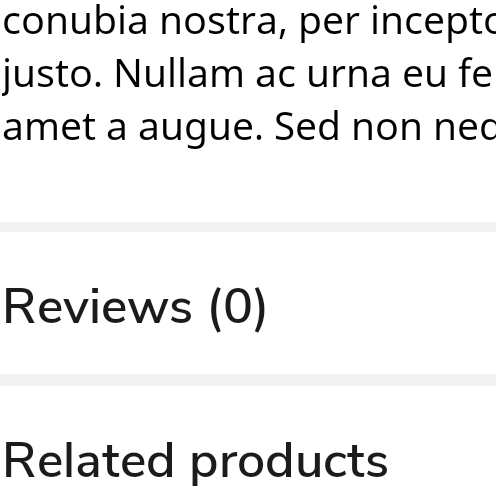 conubia nostra, per incepto
justo. Nullam ac urna eu fe
amet a augue. Sed non nec
Reviews (0)
Related products